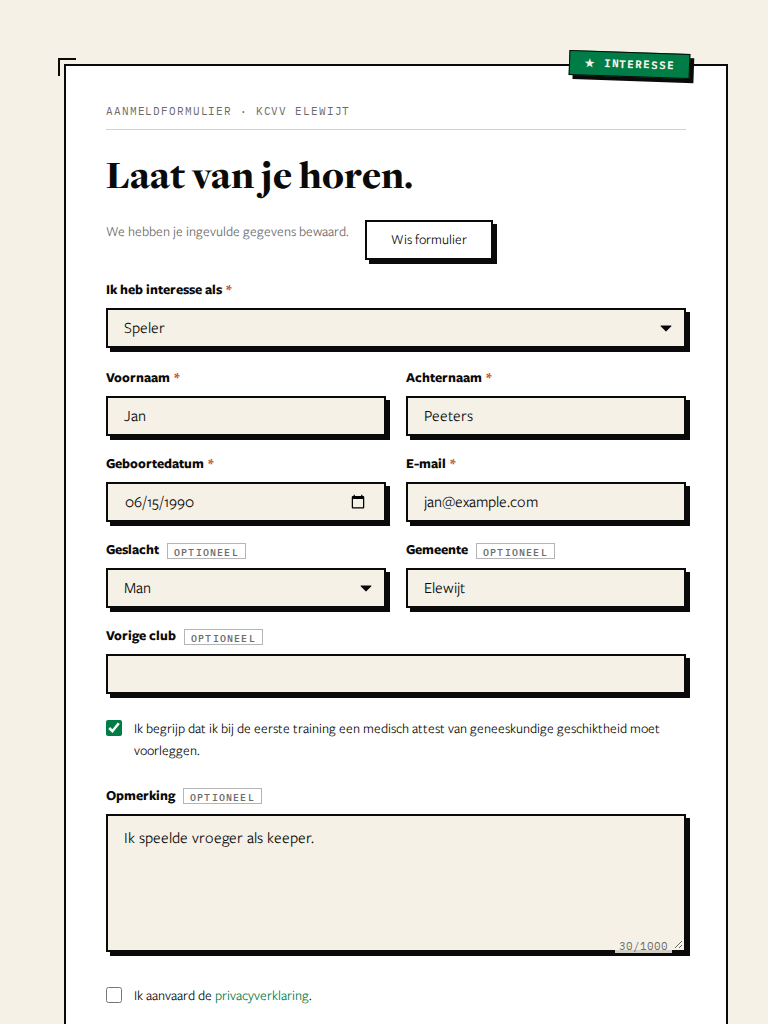 ★ INTERESSE
AANMELDFORMULIER · KCVV ELEWIJT
Laat van je horen.
We hebben je ingevulde gegevens bewaard. Wis formulier
Ik heb interesse als *
Speler
Voornaam * Achternaam *
Jan Peeters
Geboortedatum * E-mail *
06/15/1990 jan@example.com
Geslacht OPTIONEEL Gemeente OPTIONEEL
Man Elewijt
Vorige club OPTIONEEL
Ik begrijp dat ik bij de eerste training een medisch attest van geneeskundige geschiktheid moet
voorleggen.
Opmerking OPTIONEEL
Ik speelde vroeger als keeper.
30/1000
Ik aanvaard de privacyverklaring.